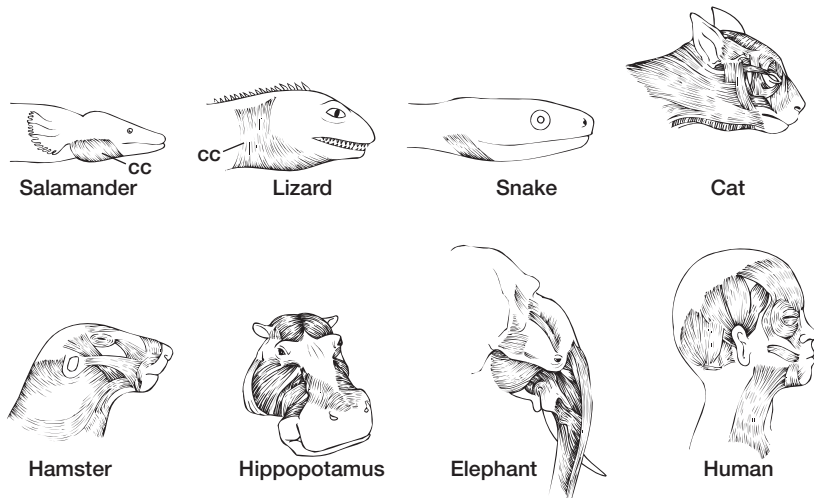 CC
Salamander
CC
Lizard
Snake
Cat
Hamster
Hippopotamus
Elephant
Human